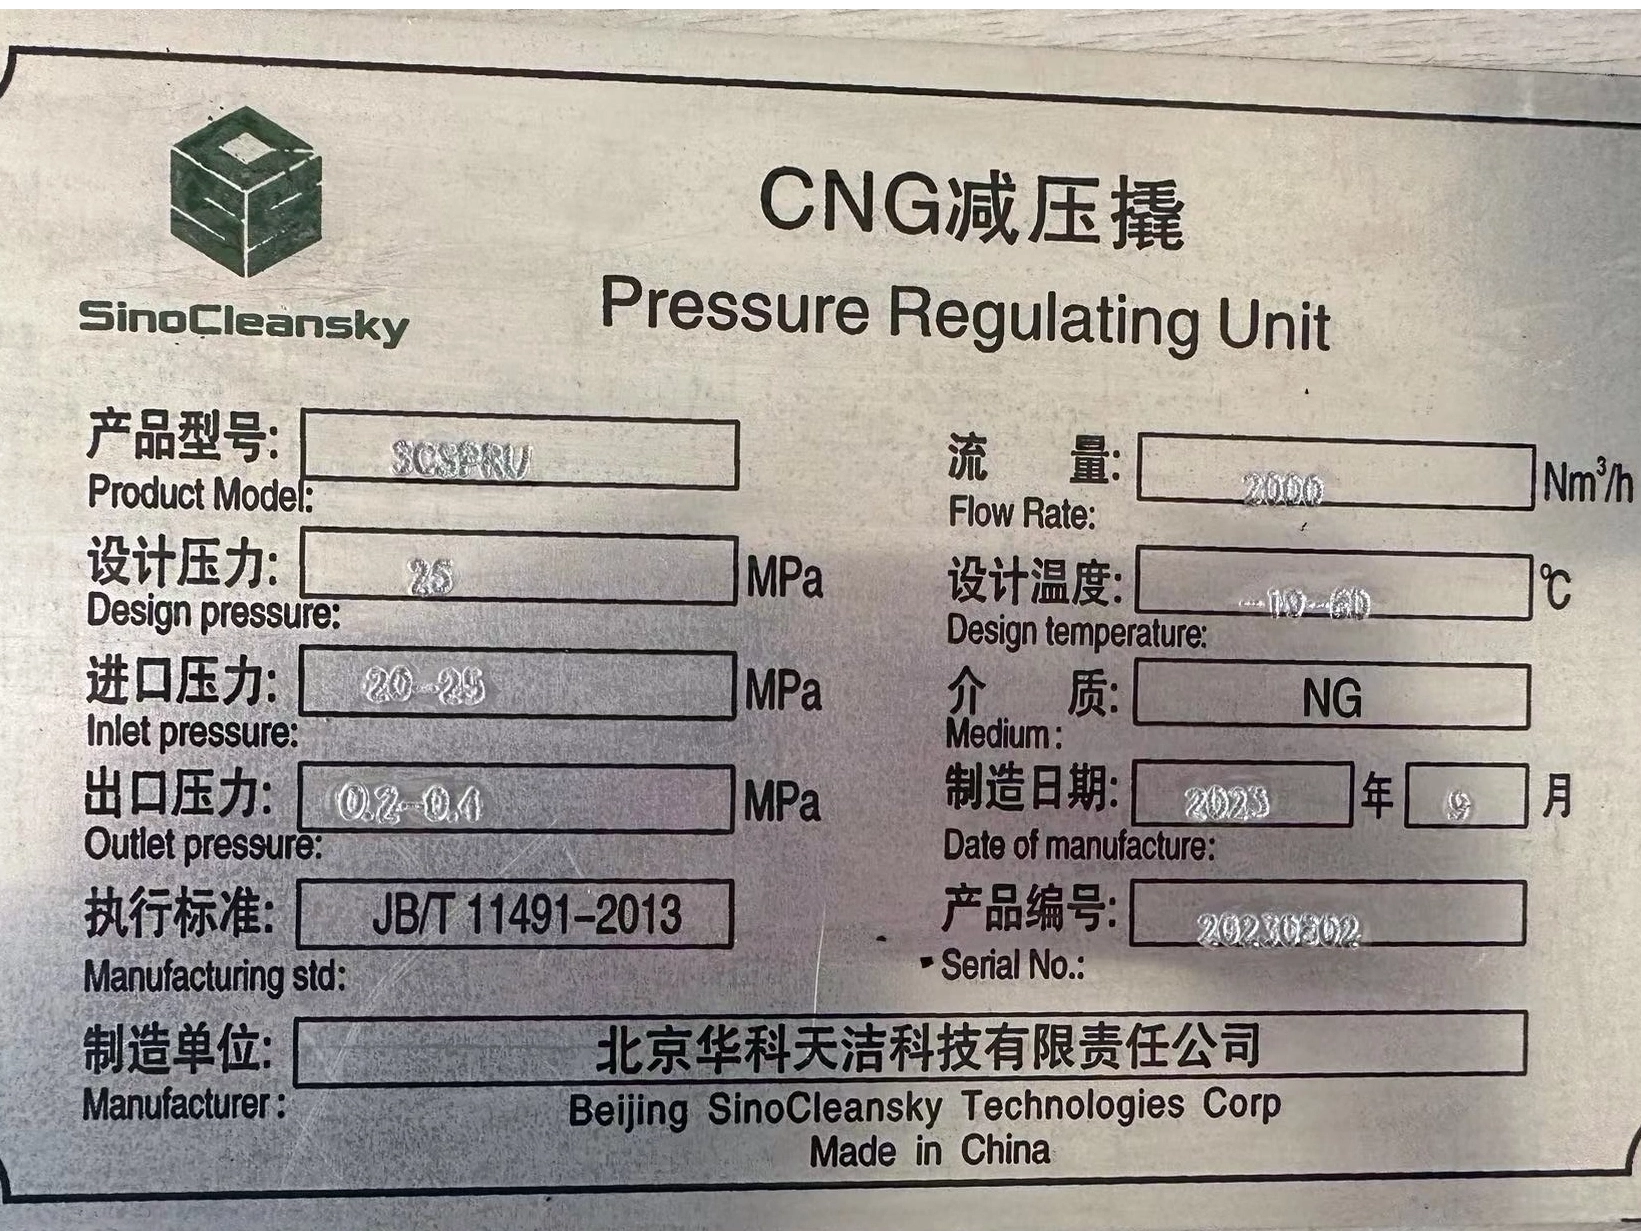 SinoCleansky
CNG减压撬
Pressure Regulating Unit
产品型号: SCSPRU
Product Model:
流 量: 2000 Nm³/h
Flow Rate:
设计压力: 25 MPa
Design pressure:
设计温度: -10-60 ℃
Design temperature:
进口压力: 20-25 MPa
Inlet pressure:
介 质: NG
Medium:
出口压力: 0.2-0.4 MPa
Outlet pressure:
制造日期: 2023 年 9 月
Date of manufacture:
执行标准: JB/T 11491-2013
Manufacturing std:
产品编号:
Serial No.:
制造单位: 北京华科天洁科技有限责任公司
Manufacturer: Beijing SinoCleansky Technologies Corp
Made in China